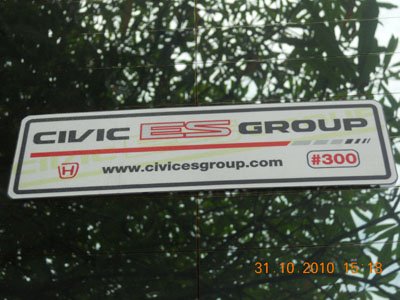 CIVIC ES GROUP
www.civicesgroup.com
#300
31.10.2010 15:13